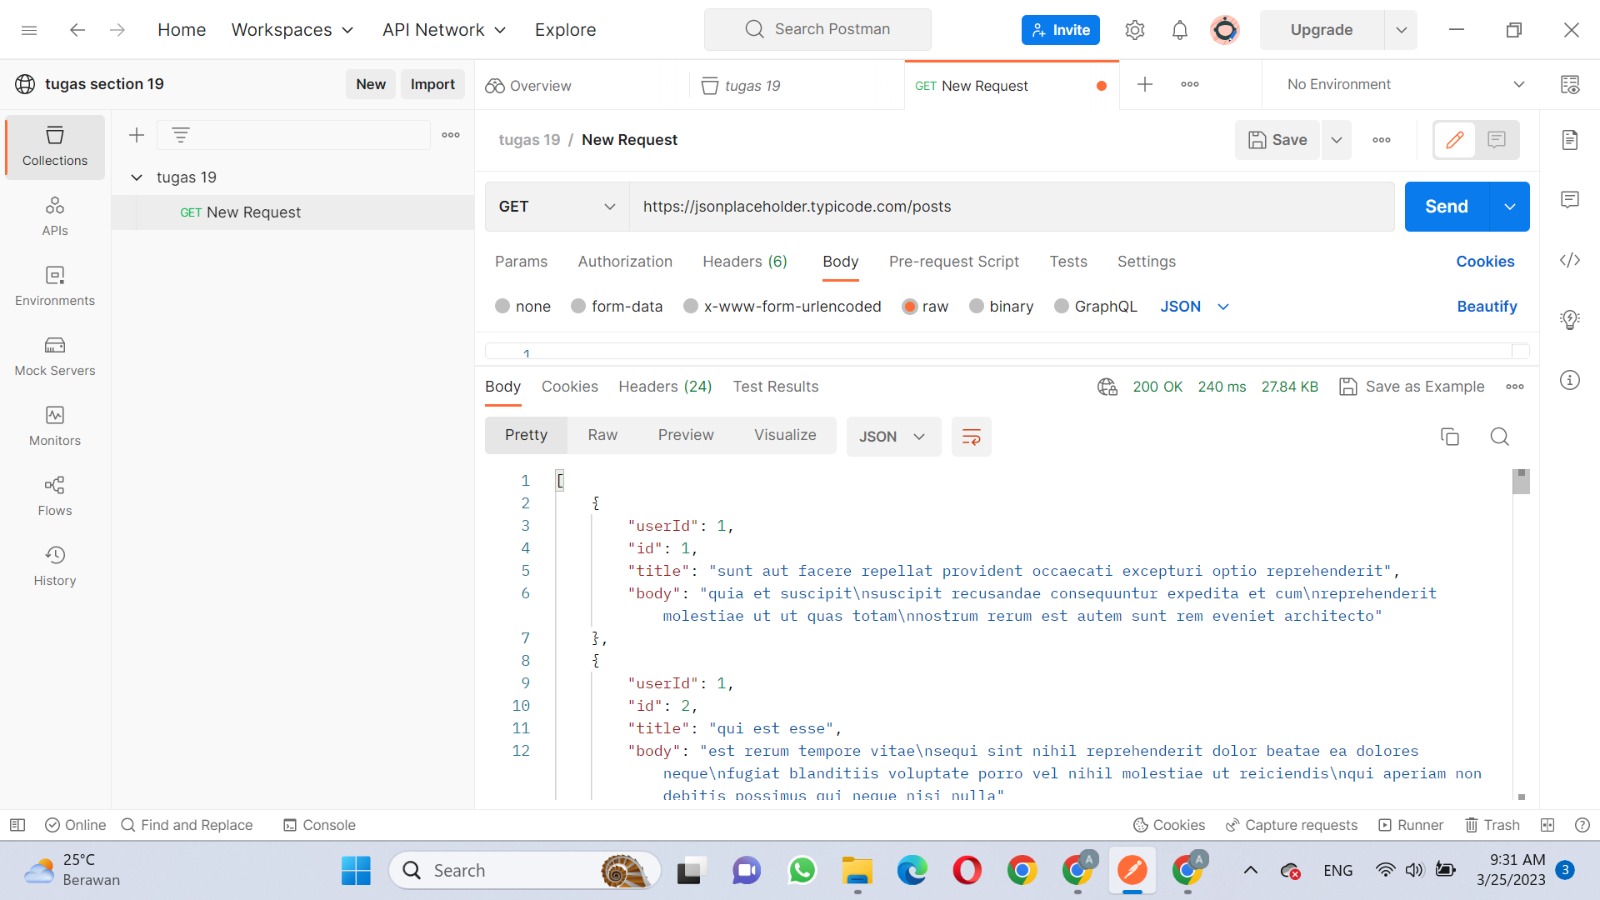 Home Workspaces API Network Explore Search Postman Invite Upgrade
tugas section 19 New Import Overview tugas 19 GET New Request No Environment
Collections
tugas 19 / New Request Save
tugas 19
GET New Request
GET https://jsonplaceholder.typicode.com/posts Send
APIs
Environments
Mock Servers
Monitors
Flows
History
Params Authorization Headers (6) Body Pre-request Script Tests Settings Cookies
none form-data x-www-form-urlencoded raw binary GraphQL JSON Beautify
1
Body Cookies Headers (24) Test Results 200 OK 240 ms 27.84 KB Save as Example
Pretty Raw Preview Visualize JSON
1 [
2 {
3 "userId": 1,
4 "id": 1,
5 "title": "sunt aut facere repellat provident occaecati excepturi optio reprehenderit",
6 "body": "quia et suscipit\nsuscipit recusandae consequuntur expedita et cum\nreprehenderit
molestiae ut ut quas totam\nnostrum rerum est autem sunt rem eveniet architecto"
7 },
8 {
9 "userId": 1,
10 "id": 2,
11 "title": "qui est esse",
12 "body": "est rerum tempore vitae\nsequi sint nihil reprehenderit dolor beatae ea dolores
neque\nfugiat blanditiis voluptate porro vel nihil molestiae ut reiciendis\nqui aperiam non
debitis possimus qui neque nisi nulla"
Online Find and Replace Console Cookies Capture requests Runner Trash
25°C
Berawan
Search
A
A
ENG
9:31 AM
3/25/2023
3